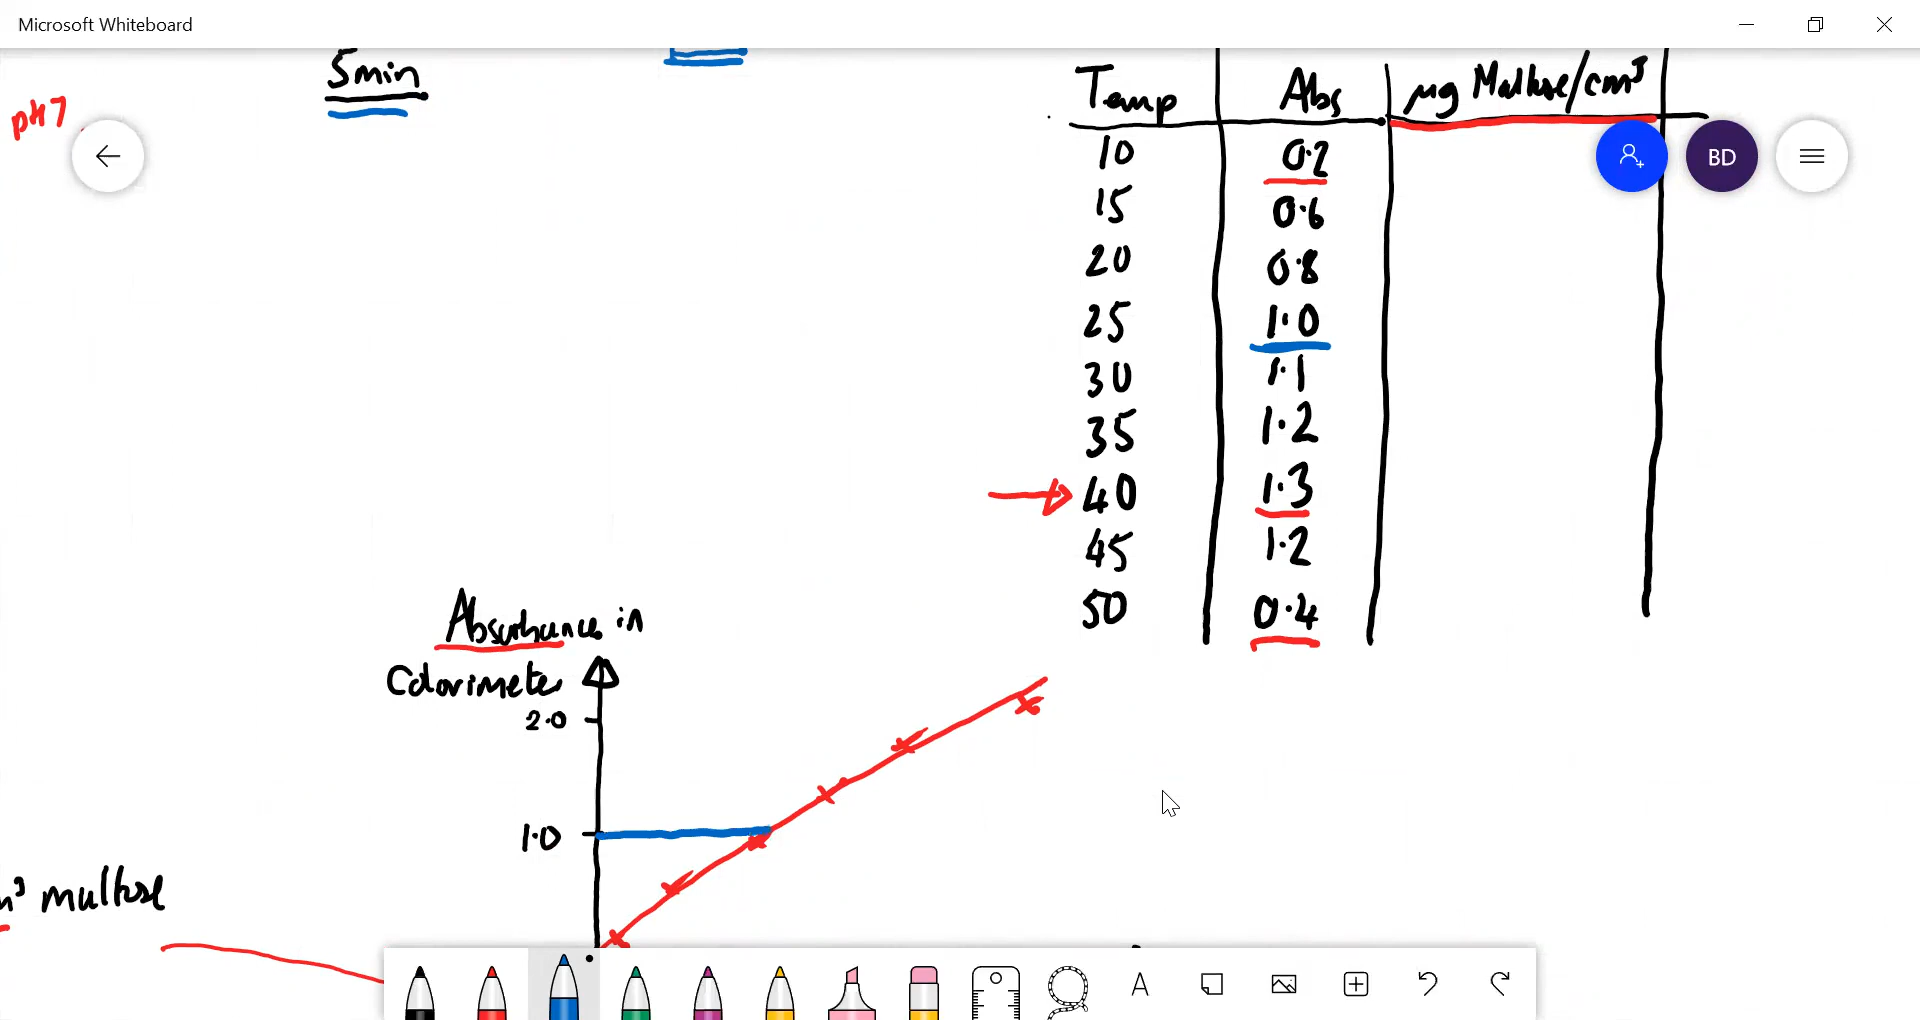 Microsoft Whiteboard
5min
pH7
BD
Temp Abs µg Maltose/cm³
10 0.2
15 0.6
20 0.8
25 1.0
30 1.1
35 1.2
40 1.3
45 1.2
50 0.4
Absorbance in
Colorimeter
2.0
1.0
m³ maltose
A